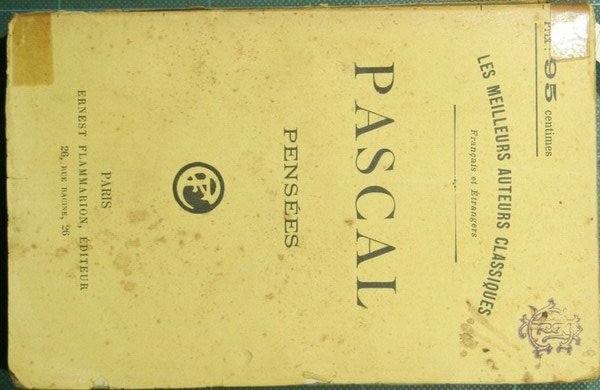 PRIX : 95 centimes
LES MEILLEURS AUTEURS CLASSIQUES
Français et Étrangers
PASCAL
PENSÉES
PARIS
ERNEST FLAMMARION, ÉDITEUR
26, RUE RACINE, 26